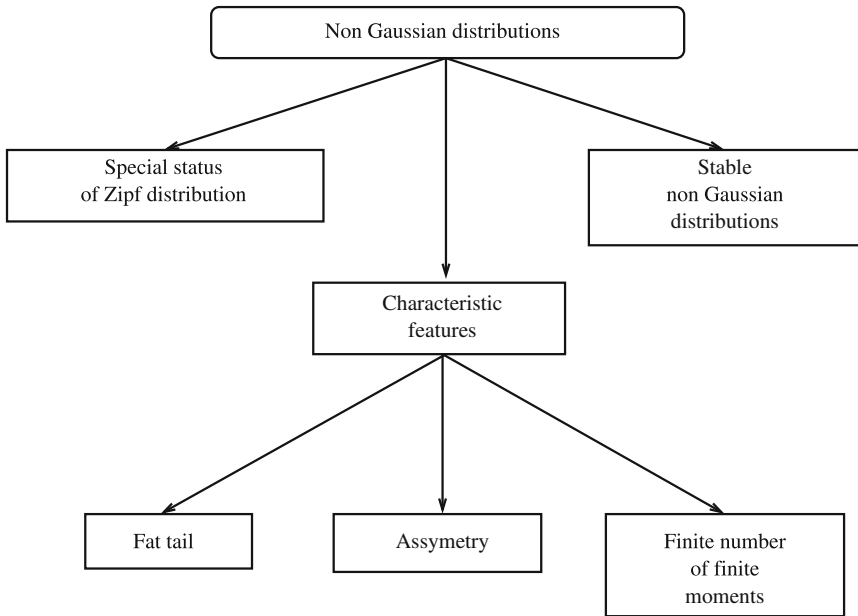 Non Gaussian distributions
Special status
of Zipf distribution
Stable
non Gaussian
distributions
Characteristic
features
Fat tail
Assymetry
Finite number
of finite
moments